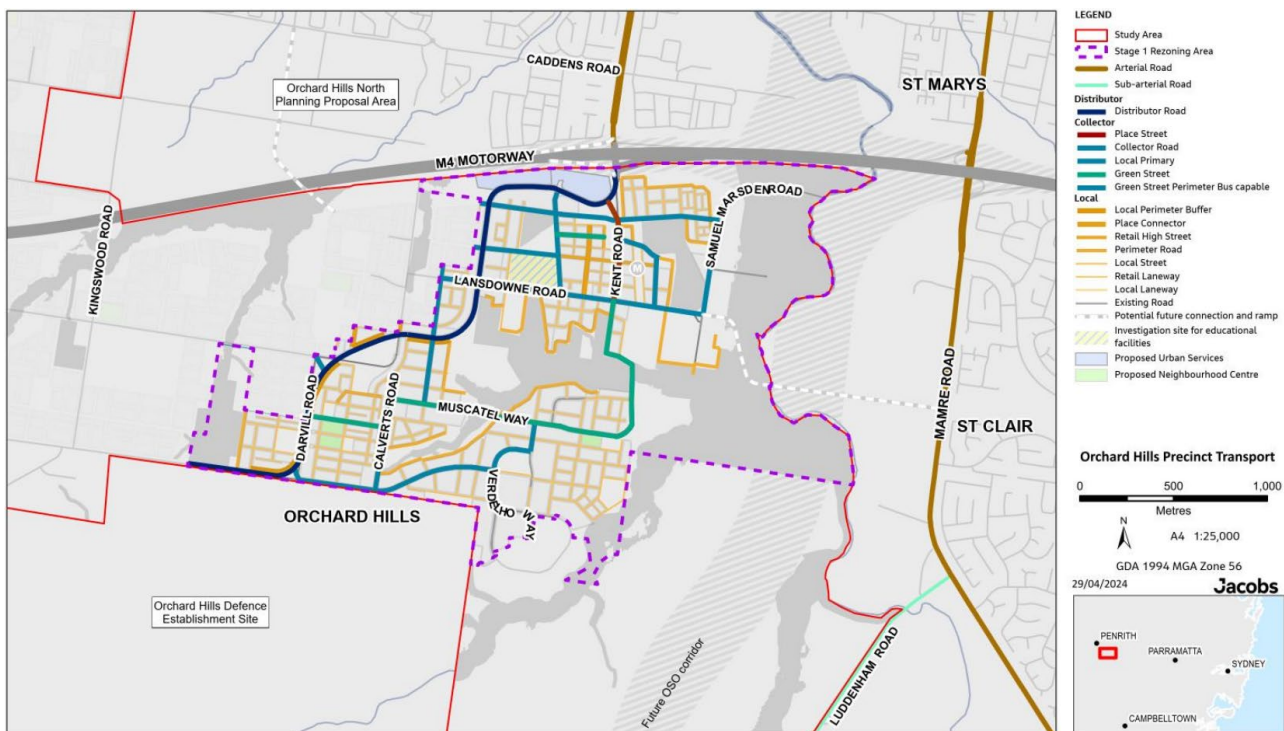 CADDENS ROAD
ST MARYS
Orchard Hills North
Planning Proposal Area
M4 MOTORWAY
KINGSWOOD ROAD
SAMUEL MARSDEN ROAD
KENT ROAD
M
LANSDOWNE ROAD
DARVILL ROAD
CALVERTS ROAD
MUSCATEL WAY
MAMRE ROAD
ST CLAIR
VERDELHO WAY
ORCHARD HILLS
Orchard Hills Defence
Establishment Site
Future OSO corridor
LUDDENHAM ROAD
LEGEND
Study Area
Stage 1 Rezoning Area
Arterial Road
Sub-arterial Road
Distributor
Distributor Road
Collector
Place Street
Collector Road
Local Primary
Green Street
Green Street Perimeter Bus capable
Local
Local Perimeter Buffer
Place Connector
Retail High Street
Perimeter Road
Local Street
Retail Laneway
Local Laneway
Existing Road
Potential future connection and ramp
Investigation site for educational
facilities
Proposed Urban Services
Proposed Neighbourhood Centre
Orchard Hills Precinct Transport
0 500 1,000
Metres
N
A4 1:25,000
GDA 1994 MGA Zone 56
29/04/2024
Jacobs
PENRITH
PARRAMATTA
SYDNEY
CAMPBELLTOWN